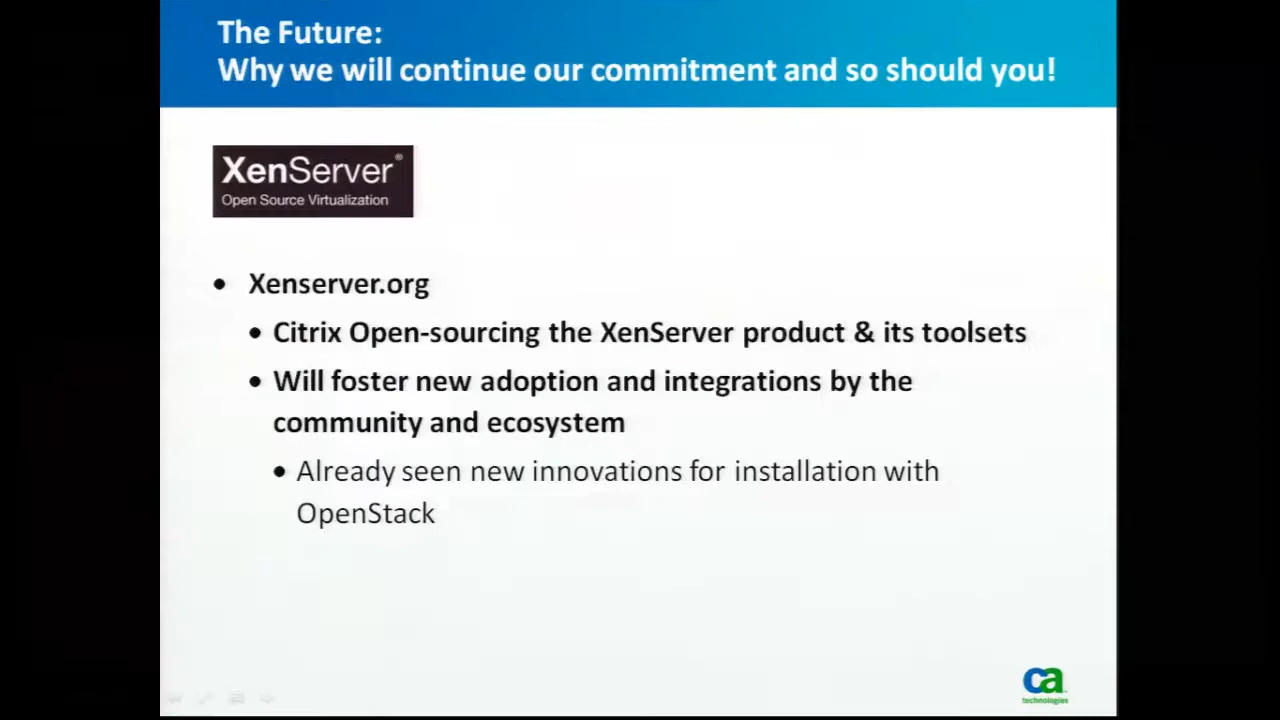 The Future:
Why we will continue our commitment and so should you!
XenServer®
Open Source Virtualization
• Xenserver.org
• Citrix Open-sourcing the XenServer product & its toolsets
• Will foster new adoption and integrations by the
community and ecosystem
• Already seen new innovations for installation with
OpenStack
ca
technologies